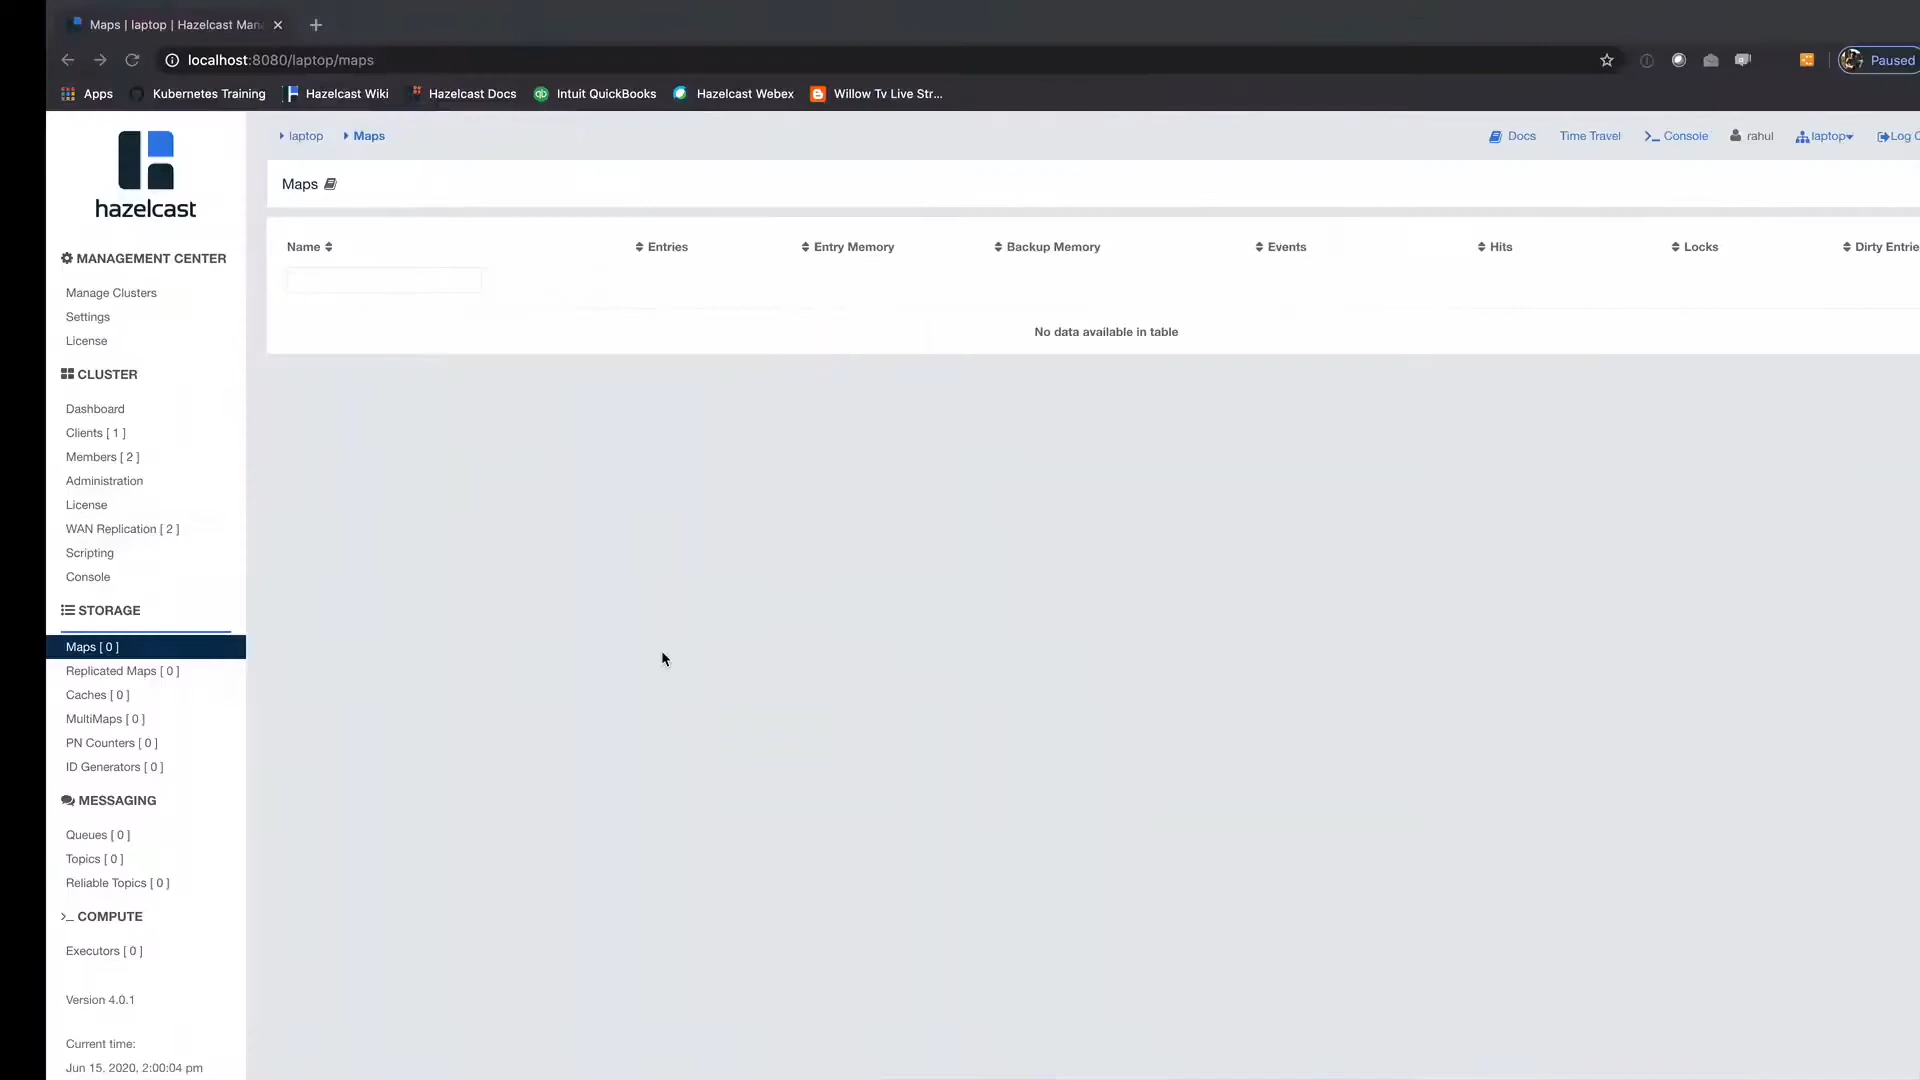 Maps | laptop | Hazelcast Man
localhost:8080/laptop/maps
Paused
Apps
Kubernetes Training
Hazelcast Wiki
Hazelcast Docs
Intuit QuickBooks
Hazelcast Webex
Willow Tv Live Str...
hazelcast
laptop
Maps
Docs
Time Travel
Console
rahul
laptop
Log O
Maps
Name
Entries
Entry Memory
Backup Memory
Events
Hits
Locks
Dirty Entrie
No data available in table
MANAGEMENT CENTER
Manage Clusters
Settings
License
CLUSTER
Dashboard
Clients [ 1 ]
Members [ 2 ]
Administration
License
WAN Replication [ 2 ]
Scripting
Console
STORAGE
Maps [ 0 ]
Replicated Maps [ 0 ]
Caches [ 0 ]
MultiMaps [ 0 ]
PN Counters [ 0 ]
ID Generators [ 0 ]
MESSAGING
Queues [ 0 ]
Topics [ 0 ]
Reliable Topics [ 0 ]
COMPUTE
Executors [ 0 ]
Version 4.0.1
Current time:
Jun 15, 2020, 2:00:04 pm